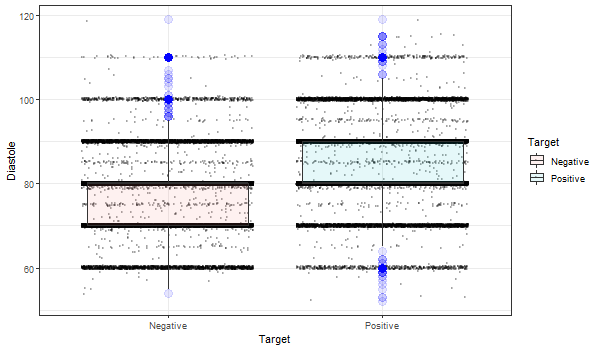 120
100
80
60
Diastole
Negative
Positive
Target
Target
Negative
Positive